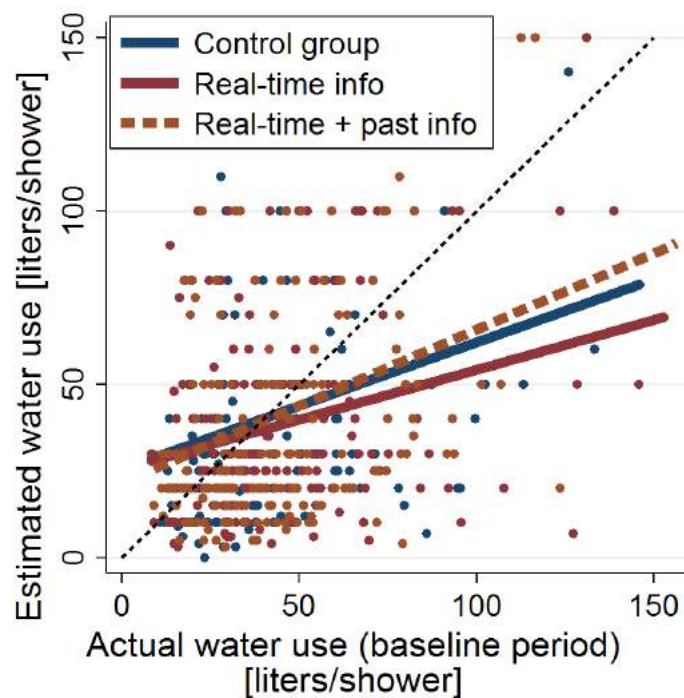 150
Control group
Real-time info
Real-time + past info
100
50
0
Estimated water use [liters/shower]
0 50 100 150
Actual water use (baseline period)
[liters/shower]